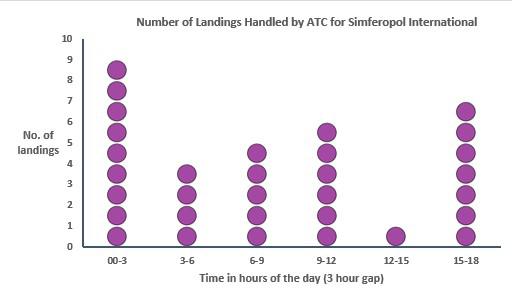 Number of Landings Handled by ATC for Simferopol International
10
9
8
7
6
5
4
3
2
1
0
No. of
landings
00-3 3-6 6-9 9-12 12-15 15-18
Time in hours of the day (3 hour gap)